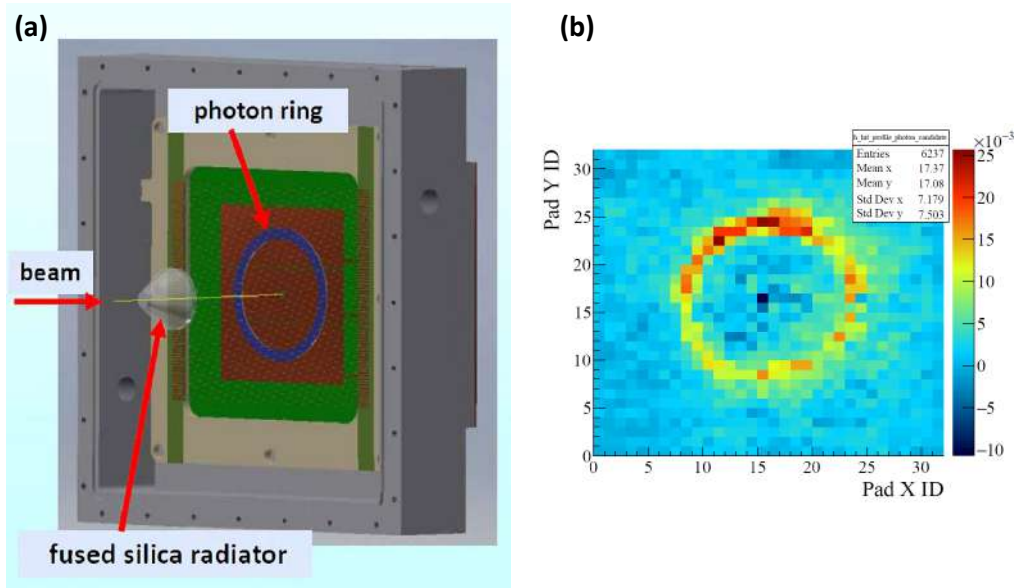 (a)
photon ring
beam
fused silica radiator
(b)
h_hit_profile_photon_candidate
Entries 6237
Mean x 17.37
Mean y 17.08
Std Dev x 7.179
Std Dev y 7.503
×10⁻³
Pad Y ID
30
25
20
15
10
5
0
0 5 10 15 20 25 30
Pad X ID
25
20
15
10
5
0
−5
−10